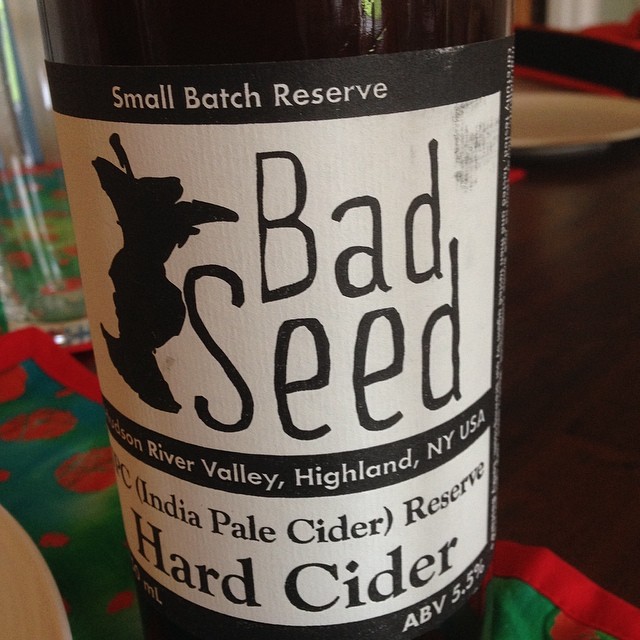 Small Batch Reserve
Bad
Seed
River Valley, Highland, NY USA
(India Pale Cider) Reserve
Hard Cider
mL
ABV 5.5%